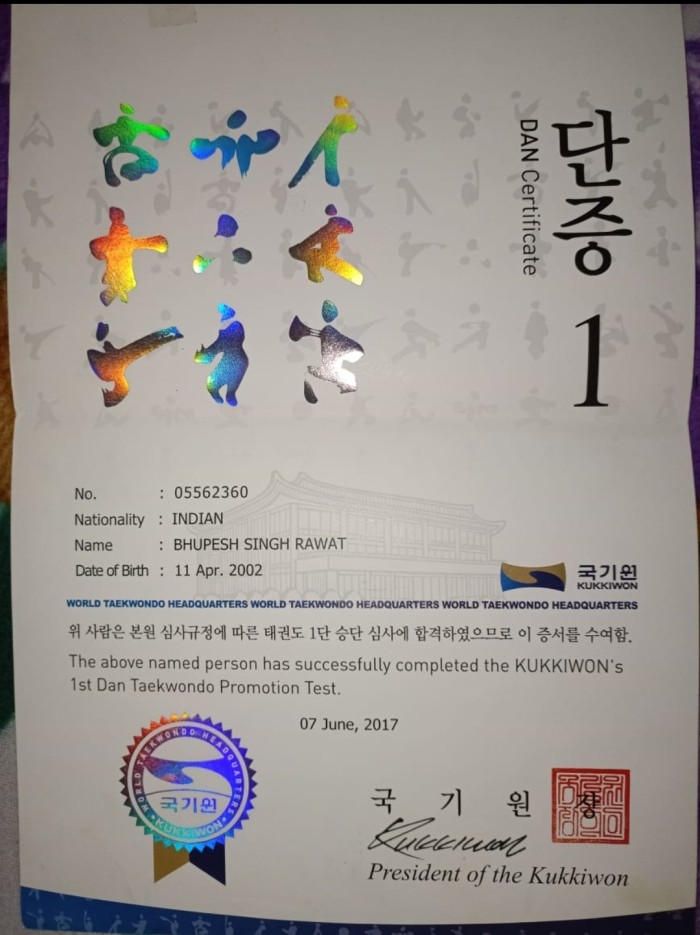 단증
DAN Certificate
1
No. : 05562360
Nationality : INDIAN
Name : BHUPESH SINGH RAWAT
Date of Birth : 11 Apr. 2002
국기원
KUKKIWON
WORLD TAEKWONDO HEADQUARTERS WORLD TAEKWONDO HEADQUARTERS WORLD TAEKWONDO HEADQUARTERS
위 사람은 본원 심사규정에 따른 태권도 1단 승단 심사에 합격하였으므로 이 증서를 수여함.
The above named person has successfully completed the KUKKIWON's
1st Dan Taekwondo Promotion Test.
07 June, 2017
WORLD TAEKWONDO HEADQUARTERS
국기원
KUKKIWON
국 기 원 장
Kukkiwon
President of the Kukkiwon